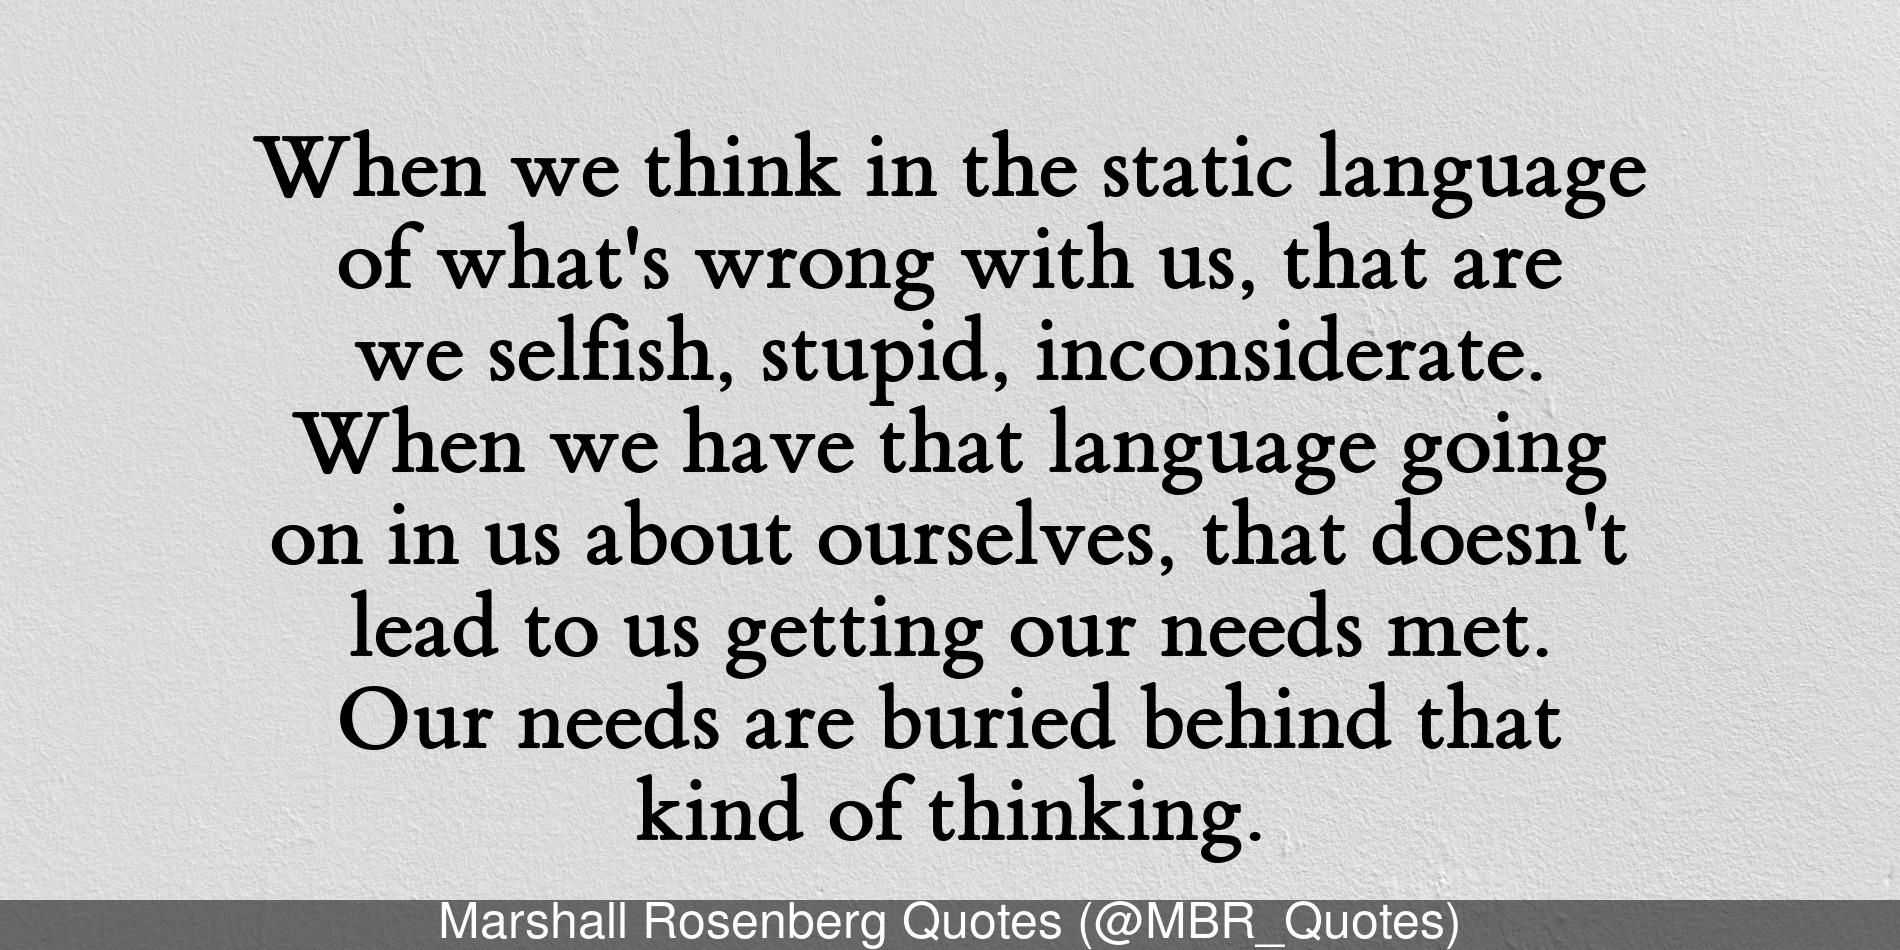 When we think in the static language
of what's wrong with us, that are
we selfish, stupid, inconsiderate.
When we have that language going
on in us about ourselves, that doesn't
lead to us getting our needs met.
Our needs are buried behind that
kind of thinking.
Marshall Rosenberg Quotes (@MBR_Quotes)